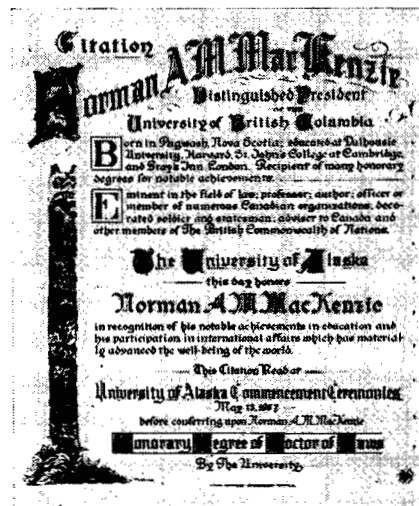 Citation
Norman A M MacKenzie
Distinguished President
OF THE
University of British Columbia
Born in Pugwash, Nova Scotia; educated at Dalhousie
University, Harvard, St. John's College at Cambridge,
and Gray's Inn London. Recipient of many honorary
degrees for notable achievements.
Eminent in the field of law; professor; author; officer or
member of numerous Canadian organizations; deco-
rated soldier and statesman; adviser to Canada and
other members of The British Commonwealth of Nations.
The University of Alaska
this day honors
Norman A.M. MacKenzie
in recognition of his notable achievements in education and
his participation in international affairs which has material-
ly advanced the well-being of the world.
This Citation Read at
University of Alaska Commencement Ceremonies
May
before conferring upon Norman A.M. MacKenzie
Honorary Degree of Doctor of Laws
By The University